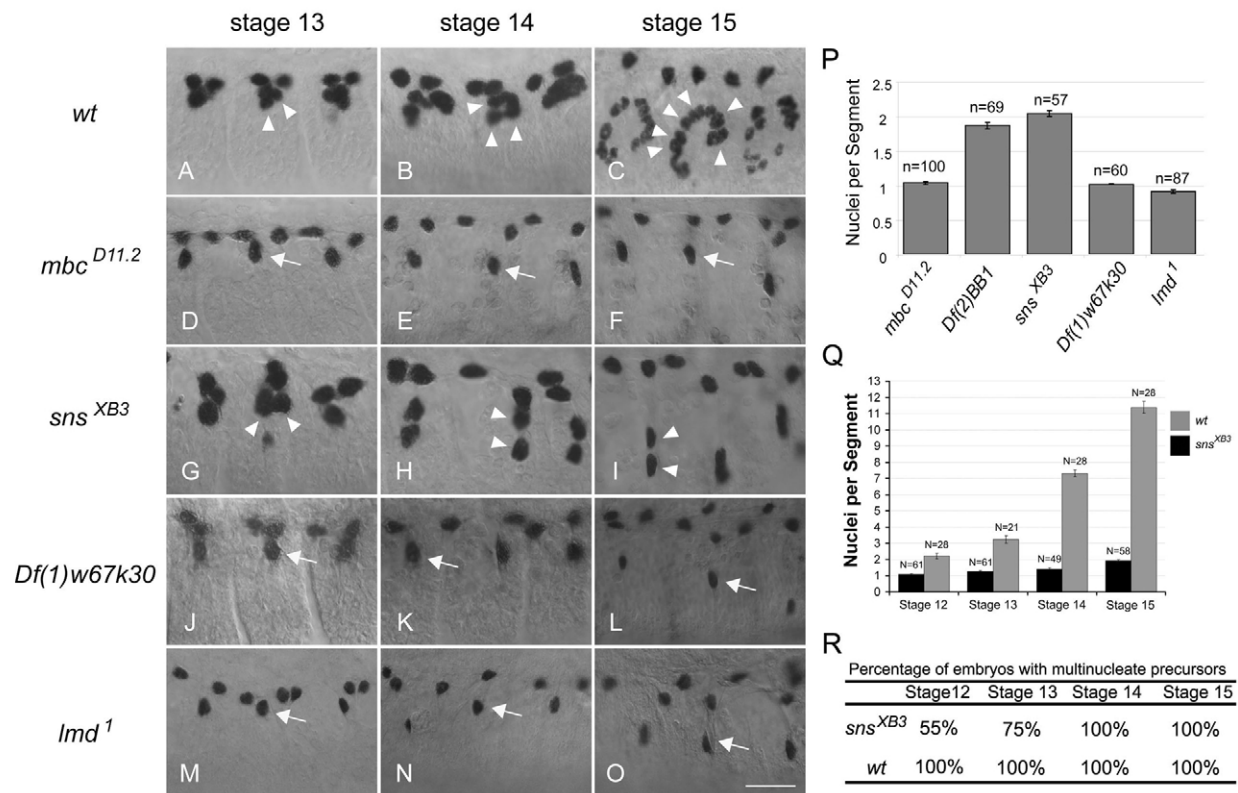 stage 13 stage 14 stage 15
wt
A B C
mbc D11.2
D E F
sns XB3
G H I
Df(1)w67k30
J K L
lmd 1
M N O
P
Nuclei per Segment
2.5
2
1.5
1
0.5
0
n=100
n=69
n=57
n=60
n=87
mbc D11.2
Df(2)BB1
sns XB3
Df(1)w67k30
lmd 1
Q
Nuclei per Segment
13
12
11
10
9
8
7
6
5
4
3
2
1
0
N=61 N=28
N=61 N=21
N=49 N=28
N=58 N=28
Stage 12 Stage 13 Stage 14 Stage 15
wt
snsXB3
R
Percentage of embryos with multinucleate precursors
Stage12 Stage 13 Stage 14 Stage 15
snsXB3 55% 75% 100% 100%
wt 100% 100% 100% 100%